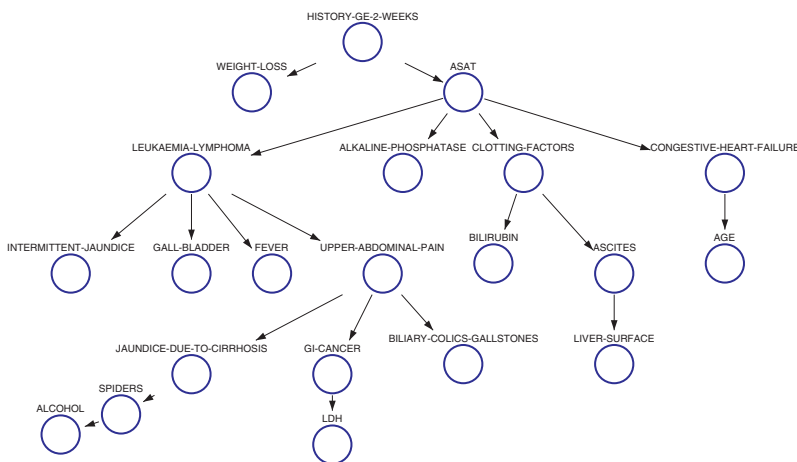 HISTORY-GE-2-WEEKS
WEIGHT-LOSS
ASAT
LEUKAEMIA-LYMPHOMA
ALKALINE-PHOSPHATASE
CLOTTING-FACTORS
CONGESTIVE-HEART-FAILURE
INTERMITTENT-JAUNDICE
GALL-BLADDER
FEVER
UPPER-ABDOMINAL-PAIN
BILIRUBIN
ASCITES
AGE
JAUNDICE-DUE-TO-CIRRHOSIS
GI-CANCER
BILIARY-COLICS-GALLSTONES
LIVER-SURFACE
SPIDERS
ALCOHOL
LDH